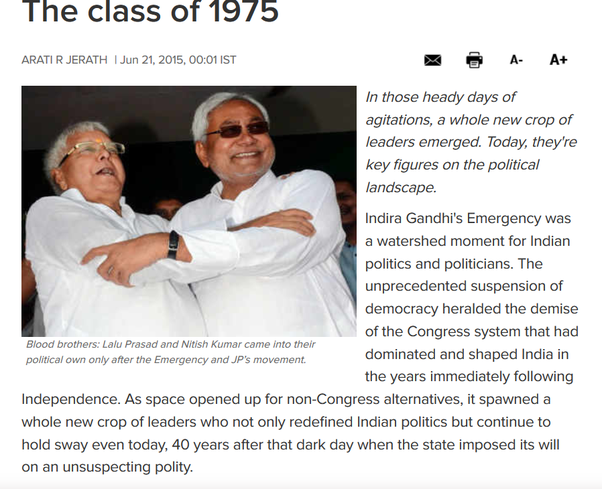 The class of 1975
ARATI R JERATH | Jun 21, 2015, 00:01 IST
A- A+
In those heady days of
agitations, a whole new crop of
leaders emerged. Today, they're
key figures on the political
landscape.
Indira Gandhi's Emergency was
a watershed moment for Indian
politics and politicians. The
unprecedented suspension of
democracy heralded the demise
of the Congress system that had
dominated and shaped India in
the years immediately following
Blood brothers: Lalu Prasad and Nitish Kumar came into their
political own only after the Emergency and JP's movement.
Independence. As space opened up for non-Congress alternatives, it spawned a
whole new crop of leaders who not only redefined Indian politics but continue to
hold sway even today, 40 years after that dark day when the state imposed its will
on an unsuspecting polity.